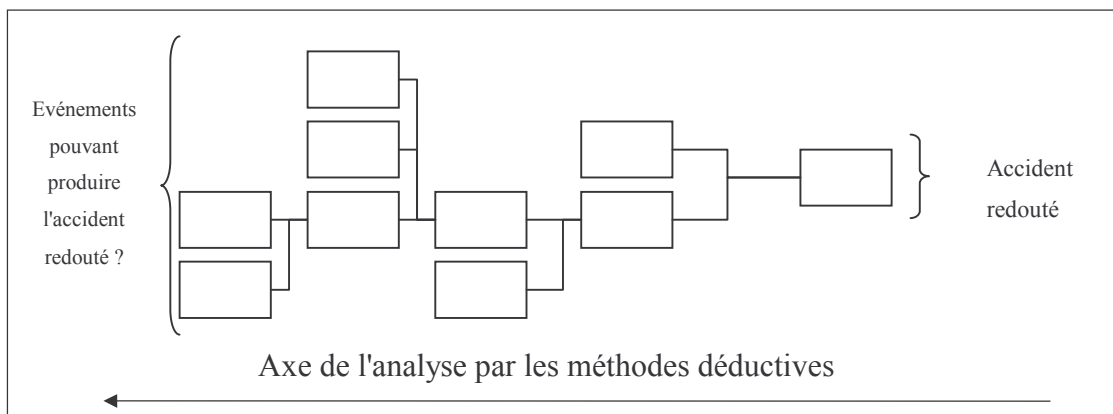 Evénements
pouvant
produire
l'accident
redouté ?
Accident
redouté
Axe de l'analyse par les méthodes déductives